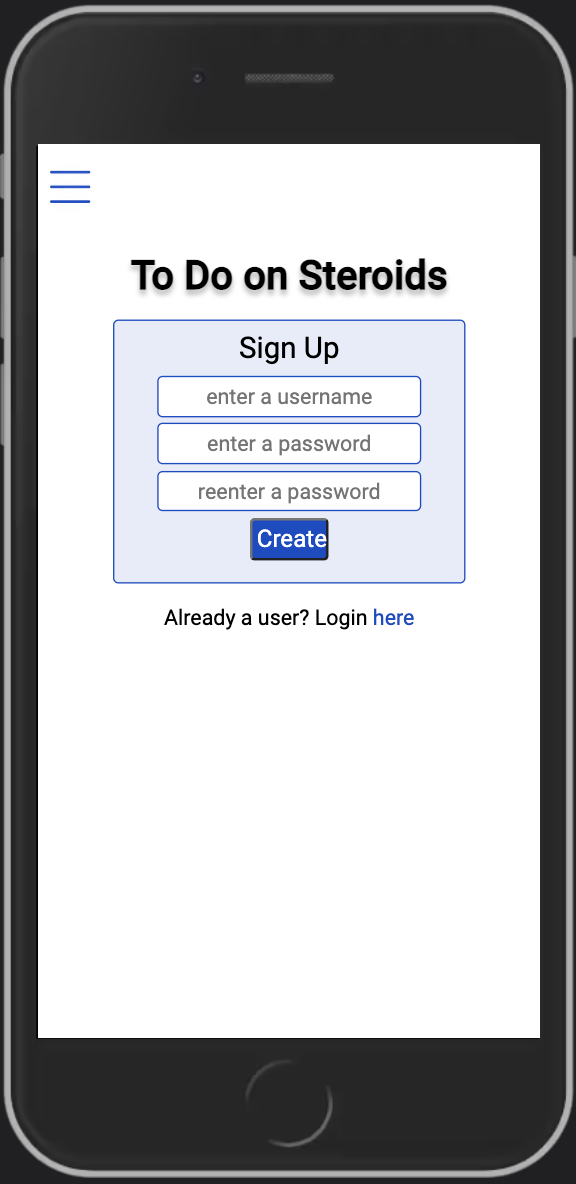 To Do on Steroids
Sign Up
enter a username
enter a password
reenter a password
Create
Already a user? Login here